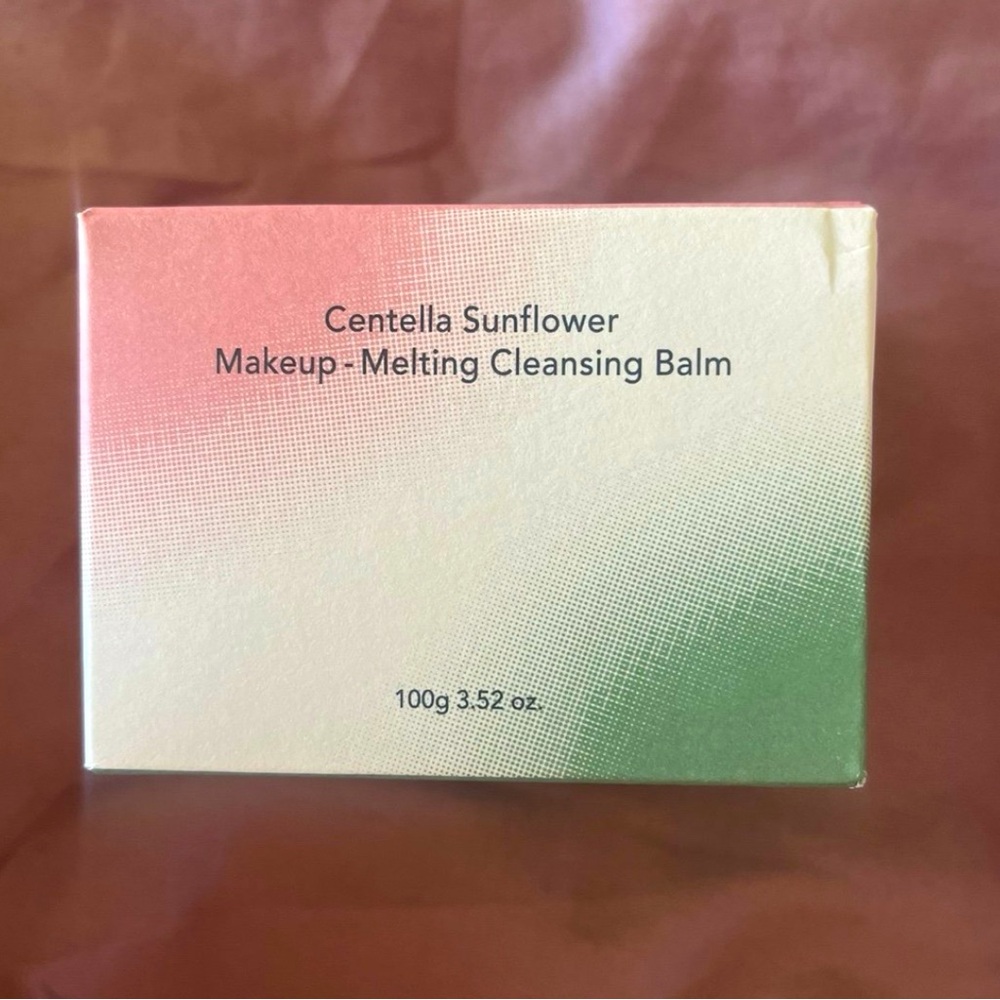 Centella Sunflower
Makeup - Melting Cleansing Balm
100g 3.52 oz.